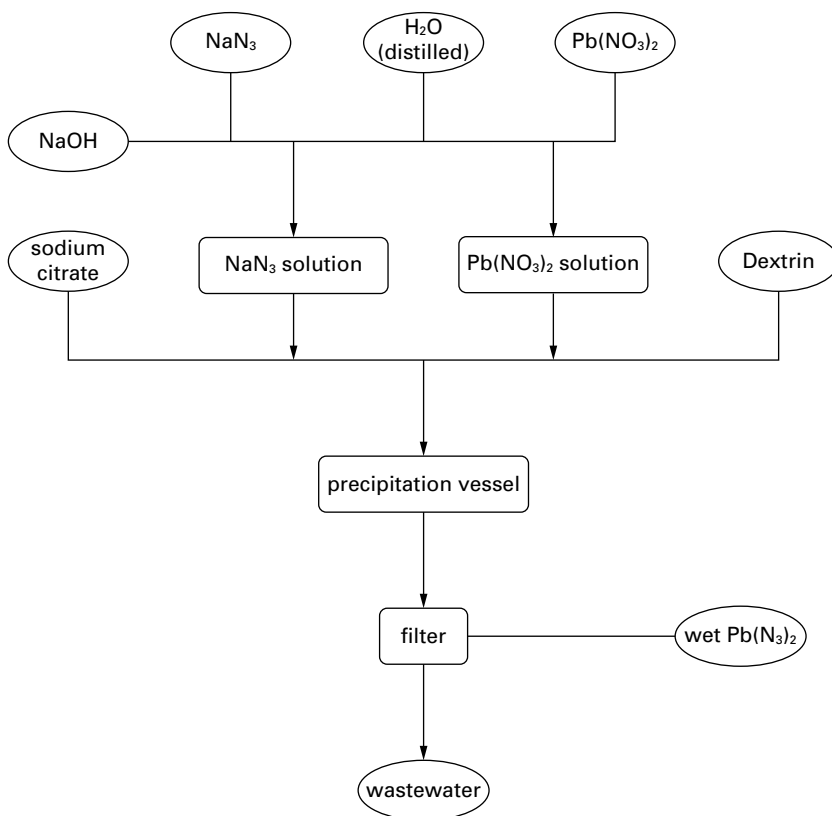 NaN₃
H₂O
(distilled)
Pb(NO₃)₂
NaOH
sodium
citrate
NaN₃ solution
Pb(NO₃)₂ solution
Dextrin
precipitation vessel
filter
wet Pb(N₃)₂
wastewater